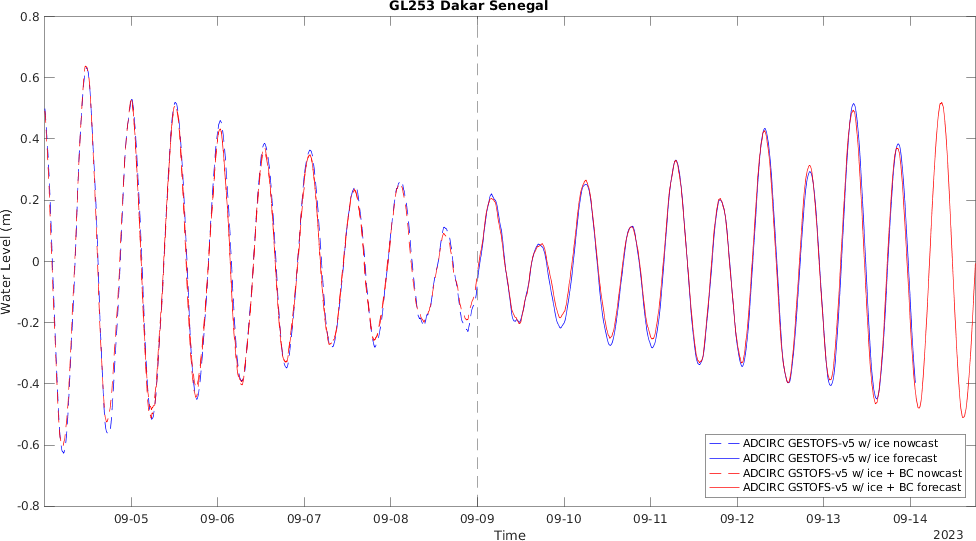 GL253 Dakar Senegal
0.8
0.6
0.4
0.2
0
-0.2
-0.4
-0.6
-0.8
Water Level (m)
ADCIRC GESTOFS-v5 w/ ice nowcast
ADCIRC GESTOFS-v5 w/ ice forecast
ADCIRC GSTOFS-v5 w/ ice + BC nowcast
ADCIRC GSTOFS-v5 w/ ice + BC forecast
09-05 09-06 09-07 09-08 09-09 09-10 09-11 09-12 09-13 09-14
Time
2023